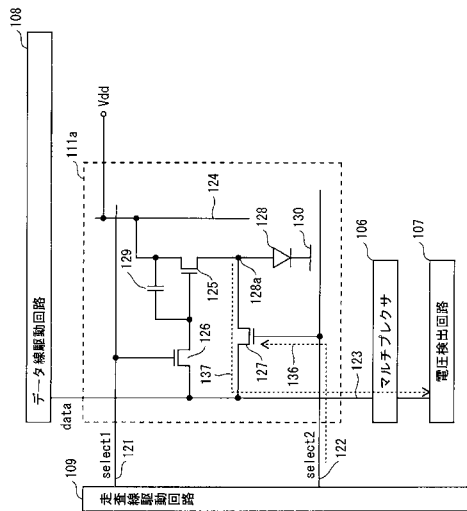 データ線駆動回路
108
Vdd
111a
124
129
125
128
130
128a
126
127
137
136
data
123
select1
121
select2
122
109
走査線駆動回路
106
マルチプレクサ
107
電圧検出回路